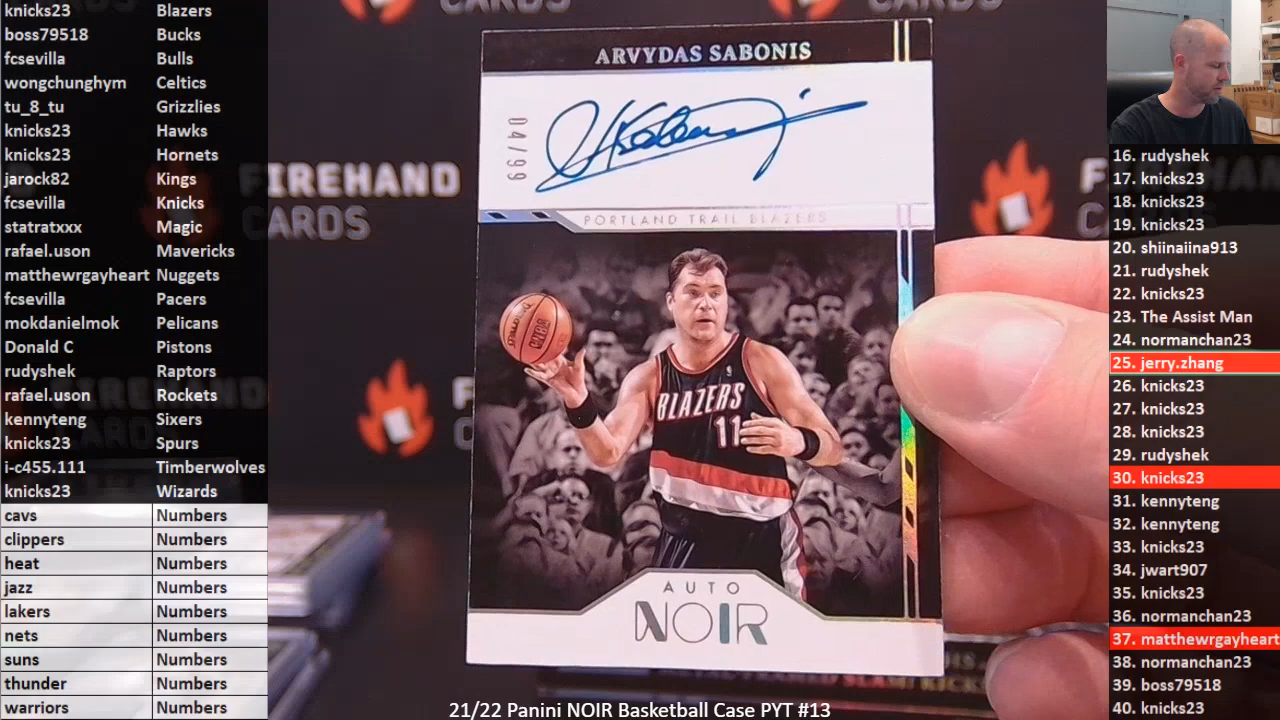 knicks23 Blazers
boss79518 Bucks
fcsevilla Bulls
wongchunghym Celtics
tu_8_tu Grizzlies
knicks23 Hawks
knicks23 Hornets
jarock82 Kings
fcsevilla Knicks
statratxxx Magic
rafael.uson Mavericks
matthewrgayheart Nuggets
fcsevilla Pacers
mokdanielmok Pelicans
Donald C Pistons
rudyshek Raptors
rafael.uson Rockets
kennyteng Sixers
knicks23 Spurs
i-c455.111 Timberwolves
knicks23 Wizards
cavs Numbers
clippers Numbers
heat Numbers
jazz Numbers
lakers Numbers
nets Numbers
suns Numbers
thunder Numbers
warriors Numbers
CARDS
CARDS
FIREHAND
CARDS
ARVYDAS SABONIS
04/99
PORTLAND TRAIL BLAZERS
SPALDING
BLAZERS
11
AUTO
NOIR
21/22 Panini NOIR Basketball Case PYT #13
16. rudyshek
17. knicks23
18. knicks23
19. knicks23
20. shiinaiina913
21. rudyshek
22. knicks23
23. The Assist Man
24. normanchan23
25. jerry.zhang
26. knicks23
27. knicks23
28. knicks23
29. rudyshek
30. knicks23
31. kennyteng
32. kennyteng
33. knicks23
34. jwart907
35. knicks23
36. normanchan23
37. matthewrgayheart
38. normanchan23
39. boss79518
40. knicks23